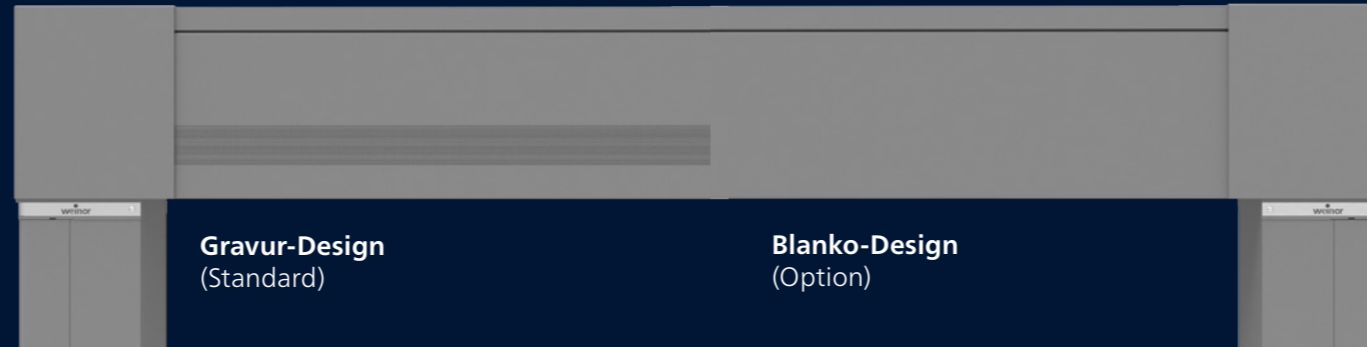 weinor
weinor
Gravur-Design
(Standard)
Blanko-Design
(Option)